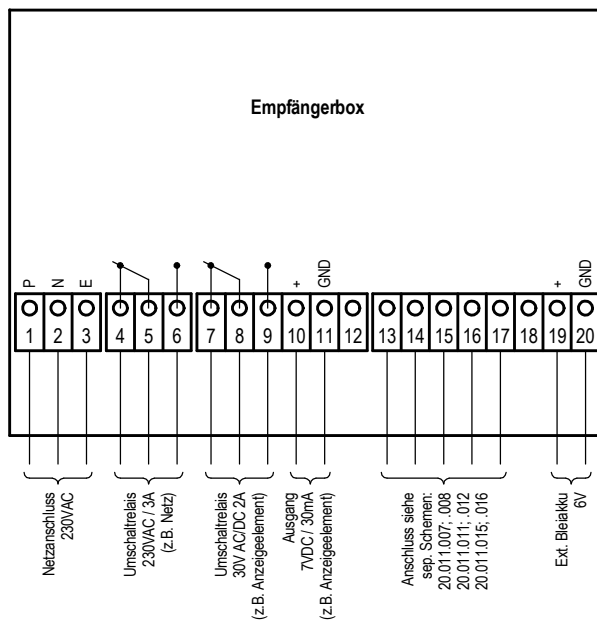 Empfängerbox
P
N
E
+
GND
+
GND
1
2
3
4
5
6
7
8
9
10
11
12
13
14
15
16
17
18
19
20
Netzanschluss
230VAC
Umschaltrelais
230VAC / 3A
(z.B. Netz)
Umschaltrelais
30V AC/DC 2A
(z.B. Anzeigeelement)
Ausgang
7VDC / 30mA
(z.B. Anzeigeelement)
Anschluss siehe
sep. Schemen:
20.011.007; .008
20.011.011; .012
20.011.015; .016
Ext. Bleiakku
6V